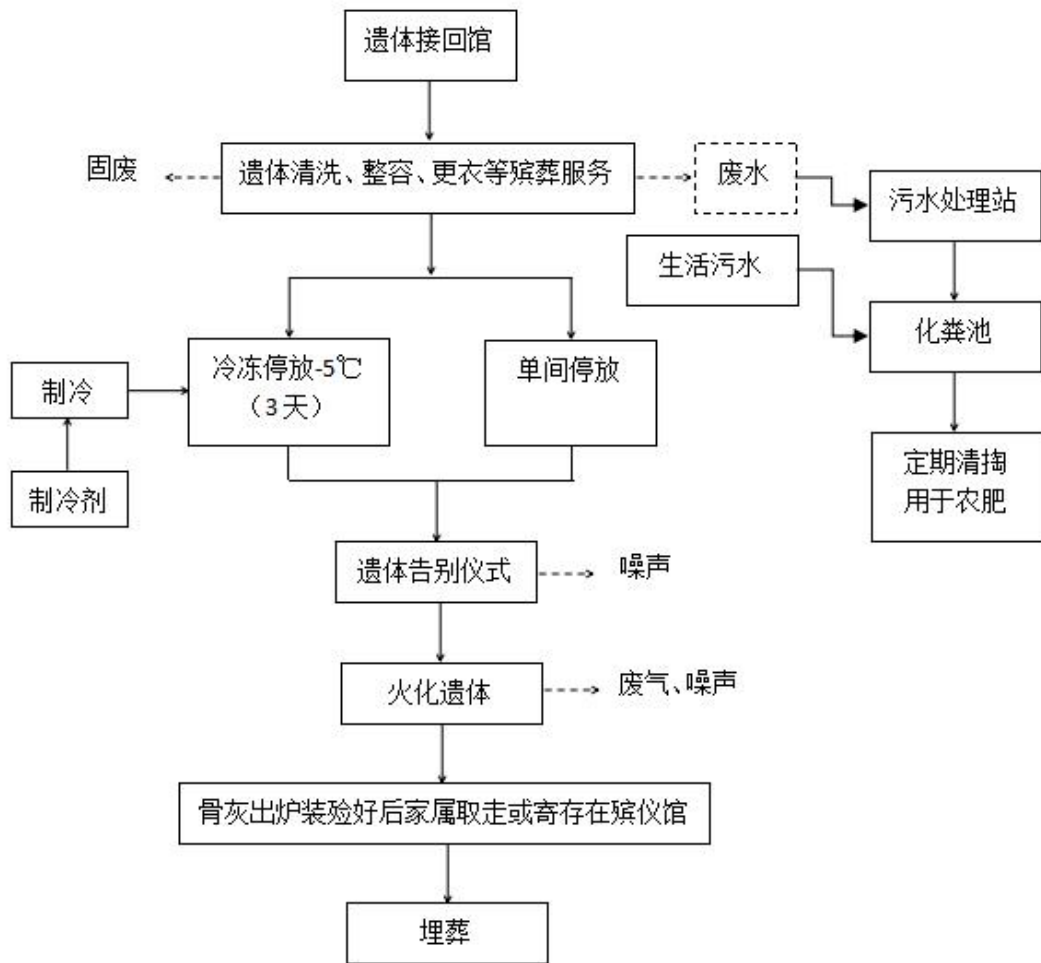 遗体接回馆
固废
遗体清洗、整容、更衣等殡葬服务
废水
污水处理站
生活污水
化粪池
冷冻停放-5℃
（3天）
单间停放
制冷
制冷剂
定期清掏
用于农肥
遗体告别仪式
噪声
火化遗体
废气、噪声
骨灰出炉装殓好后家属取走或寄存在殡仪馆
埋葬